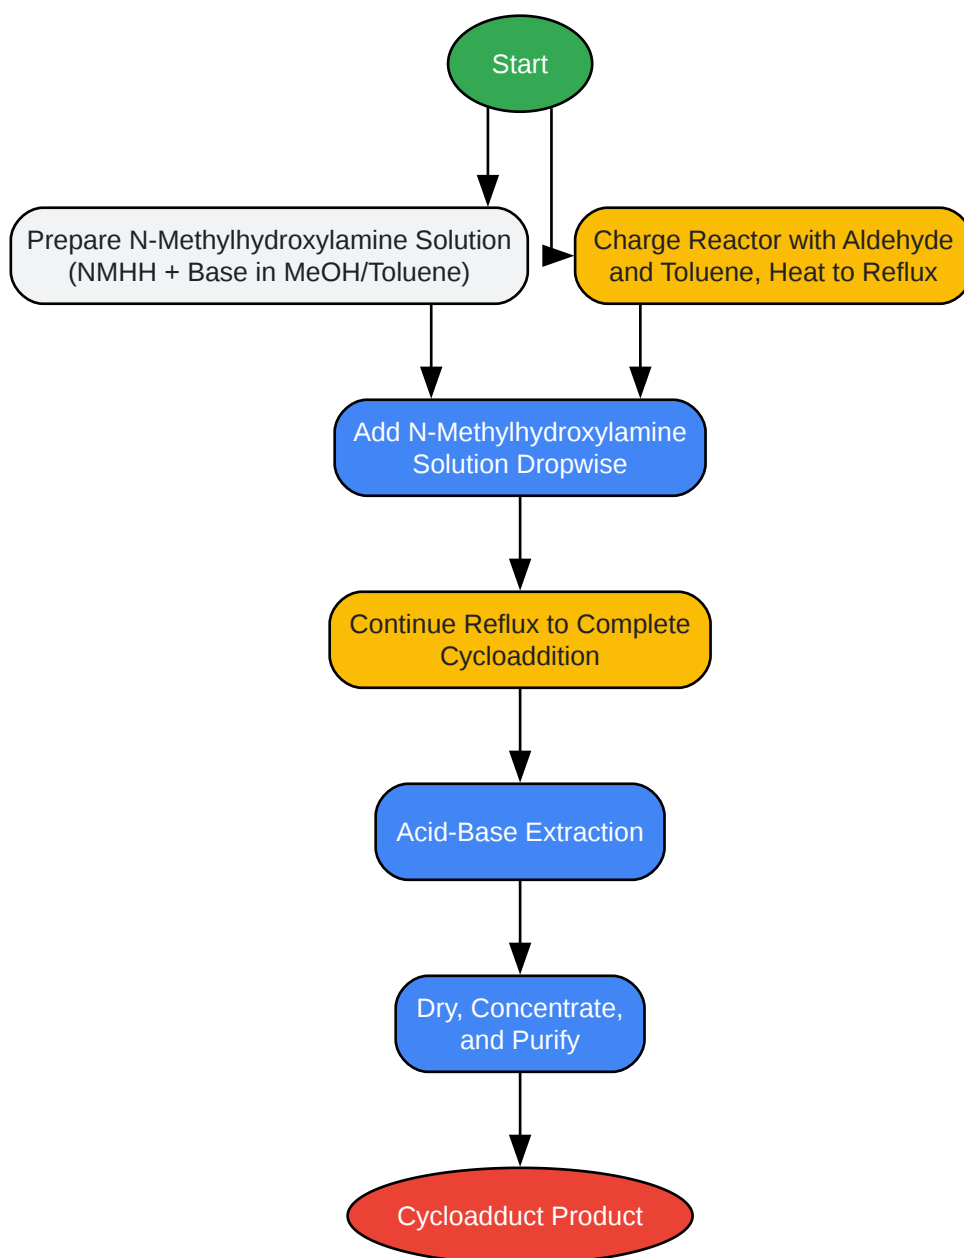 Start
Prepare N-Methylhydroxylamine Solution
(NMHH + Base in MeOH/Toluene)
Charge Reactor with Aldehyde
and Toluene, Heat to Reflux
Add N-Methylhydroxylamine
Solution Dropwise
Continue Reflux to Complete
Cycloaddition
Acid-Base Extraction
Dry, Concentrate,
and Purify
Cycloadduct Product